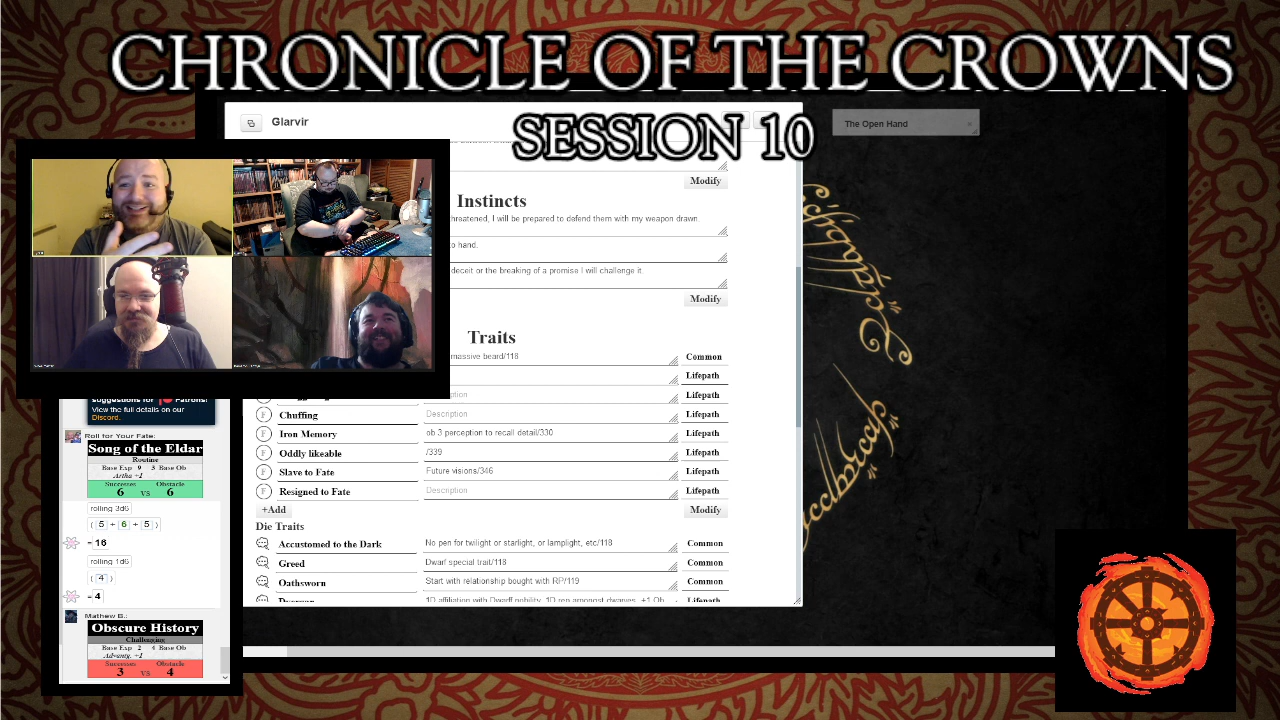 CHRONICLE OF THE CROWNS
SESSION 10
Glarvir
The Open Hand
Modify
Instincts
hreatened, I will be prepared to defend them with my weapon drawn.
to hand.
deceit or the breaking of a promise I will challenge it.
Modify
Traits
massive beard/118 Common
Lifepath
ption Lifepath
F Chuffing Description Lifepath
F Iron Memory ob 3 perception to recall detail/330 Lifepath
F Oddly likeable /339 Lifepath
F Slave to Fate Future visions/346 Lifepath
F Resigned to Fate Description Lifepath
+Add Modify
Die Traits
Accustomed to the Dark No pen for twilight or starlight, or lamplight, etc/118 Common
Greed Dwarf special trait/118 Common
Oathsworn Start with relationship bought with RP/119 Common
suggestions for Patrons!
View the full details on our
Discord.
Roll for Your Fate:
Song of the Eldar
Routine
Base Exp 9 3 Base Ob
Artha +1
Successes Obstacle
6 VS 6
rolling 3d6
( 5 + 6 + 5 )
= 16
rolling 1d6
( 4 )
= 4
Mathew B.:
Obscure History
Challenging
Base Exp 2 4 Base Ob
Advantg. +1
Successes Obstacle
3 VS 4